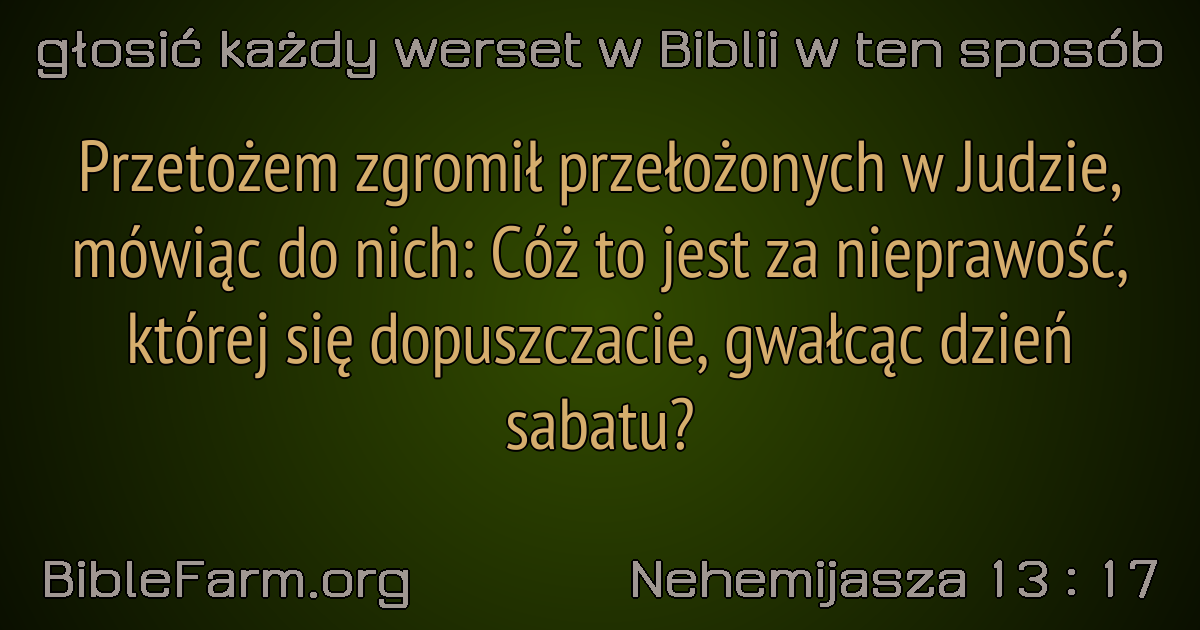 głosić każdy werset w Biblii w ten sposób
Przetożem zgromił przełożonych w Judzie,
mówiąc do nich: Cóż to jest za nieprawość,
której się dopuszczacie, gwałcąc dzień
sabatu?
BibleFarm.org
Nehemijasza 13 : 17